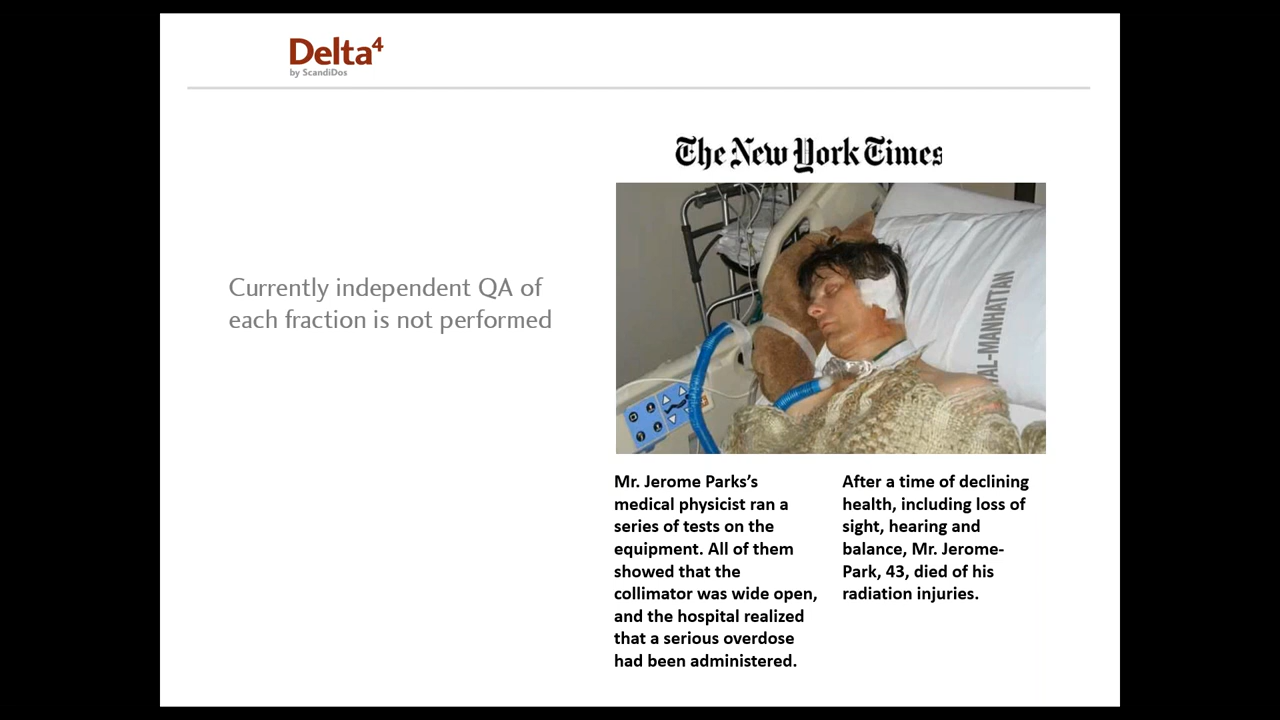 Delta4
by ScandiDos
Currently independent QA of
each fraction is not performed
The New York Times
AL-MANHATTAN
Mr. Jerome Parks’s
medical physicist ran a
series of tests on the
equipment. All of them
showed that the
collimator was wide open,
and the hospital realized
that a serious overdose
had been administered.
After a time of declining
health, including loss of
sight, hearing and
balance, Mr. Jerome-
Park, 43, died of his
radiation injuries.